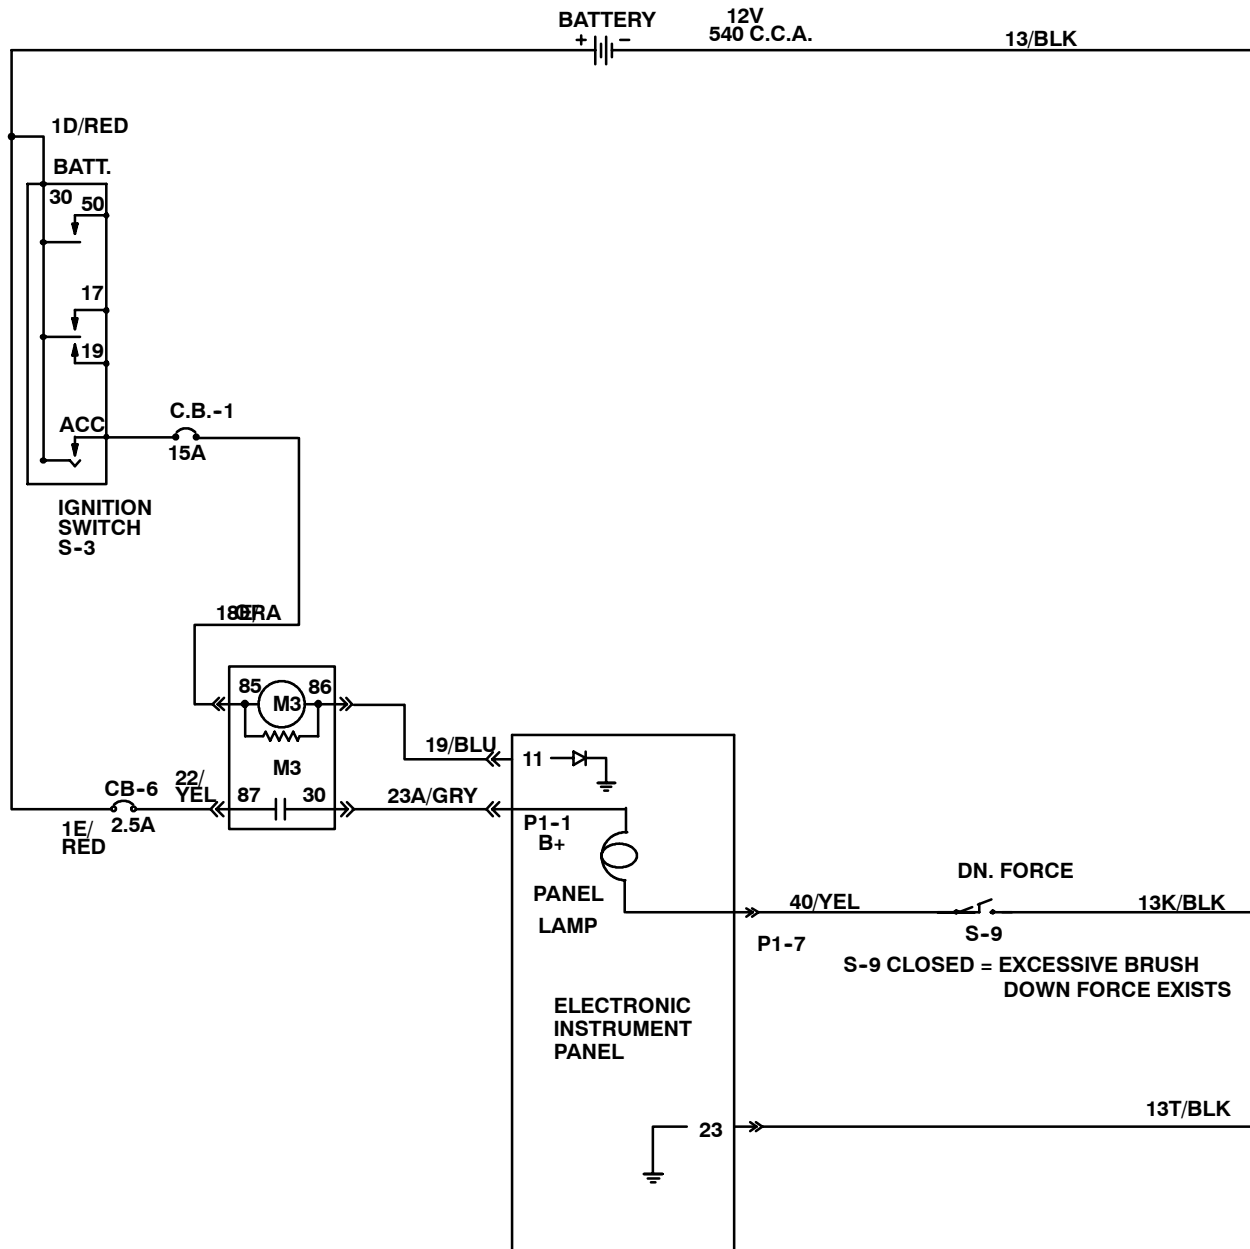 BATTERY
12V
540 C.C.A.
+ −
13/BLK
1D/RED
BATT.
30
50
17
19
ACC
C.B.-1
15A
IGNITION
SWITCH
S-3
85
M3
86
M3
19/BLU
11
CB-6
2.5A
22/
YEL
87
30
23A/GRY
1E/
RED
P1-1
B+
PANEL
LAMP
DN. FORCE
40/YEL
13K/BLK
P1-7
S-9
S-9 CLOSED = EXCESSIVE BRUSH
DOWN FORCE EXISTS
ELECTRONIC
INSTRUMENT
PANEL
13T/BLK
23